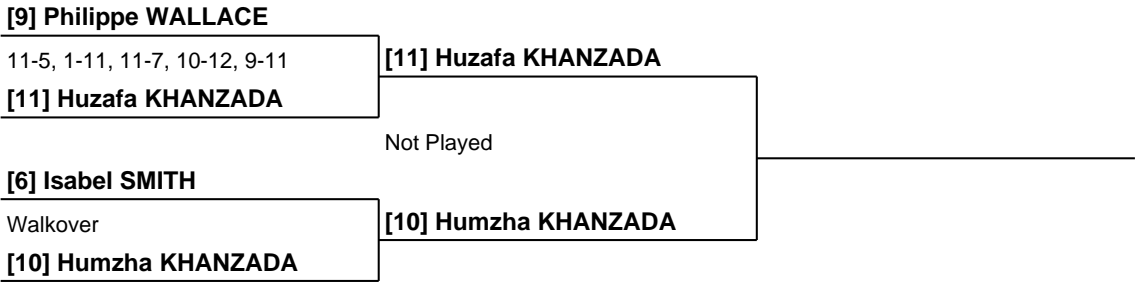 [9] Philippe WALLACE
11-5, 1-11, 11-7, 10-12, 9-11
[11] Huzafa KHANZADA
[11] Huzafa KHANZADA
Not Played
[6] Isabel SMITH
Walkover
[10] Humzha KHANZADA
[10] Humzha KHANZADA